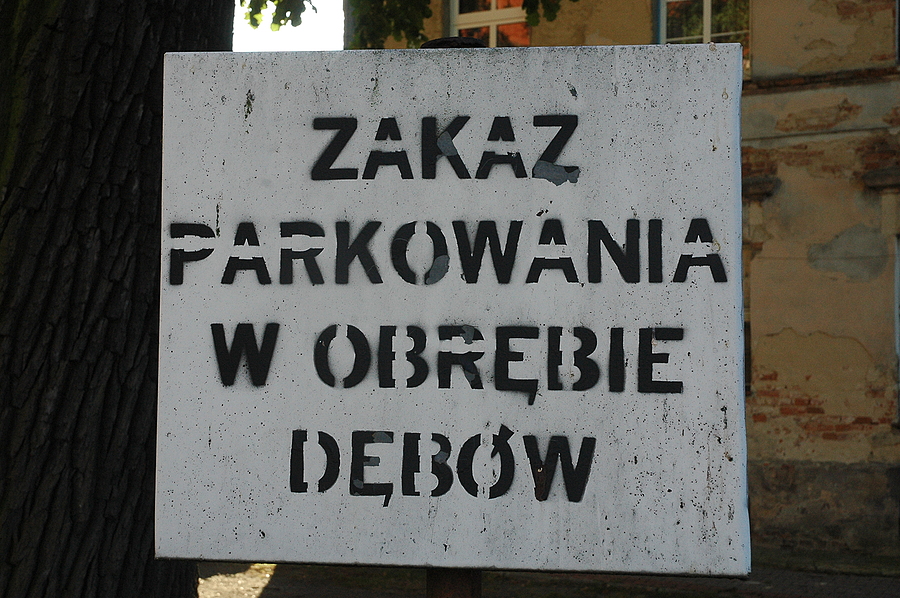 ZAKAZ
PARKOWANIA
W OBRĘBIE
DĘBÓW